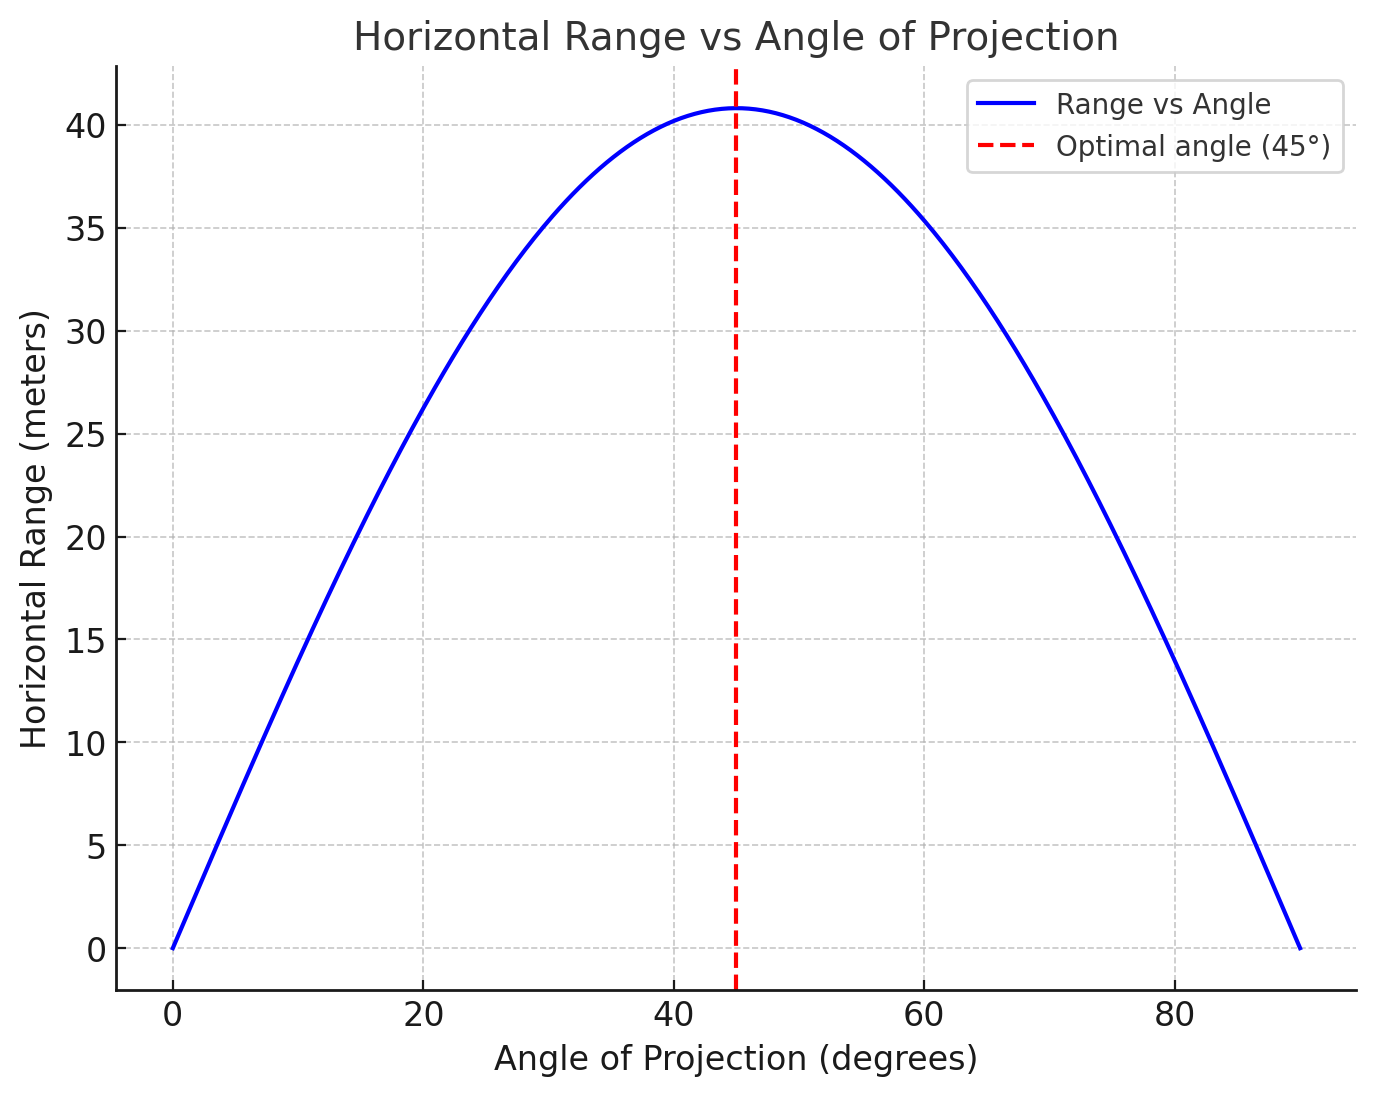 Horizontal Range vs Angle of Projection
Range vs Angle
Optimal angle (45°)
Horizontal Range (meters)
40
35
30
25
20
15
10
5
0
0 20 40 60 80
Angle of Projection (degrees)